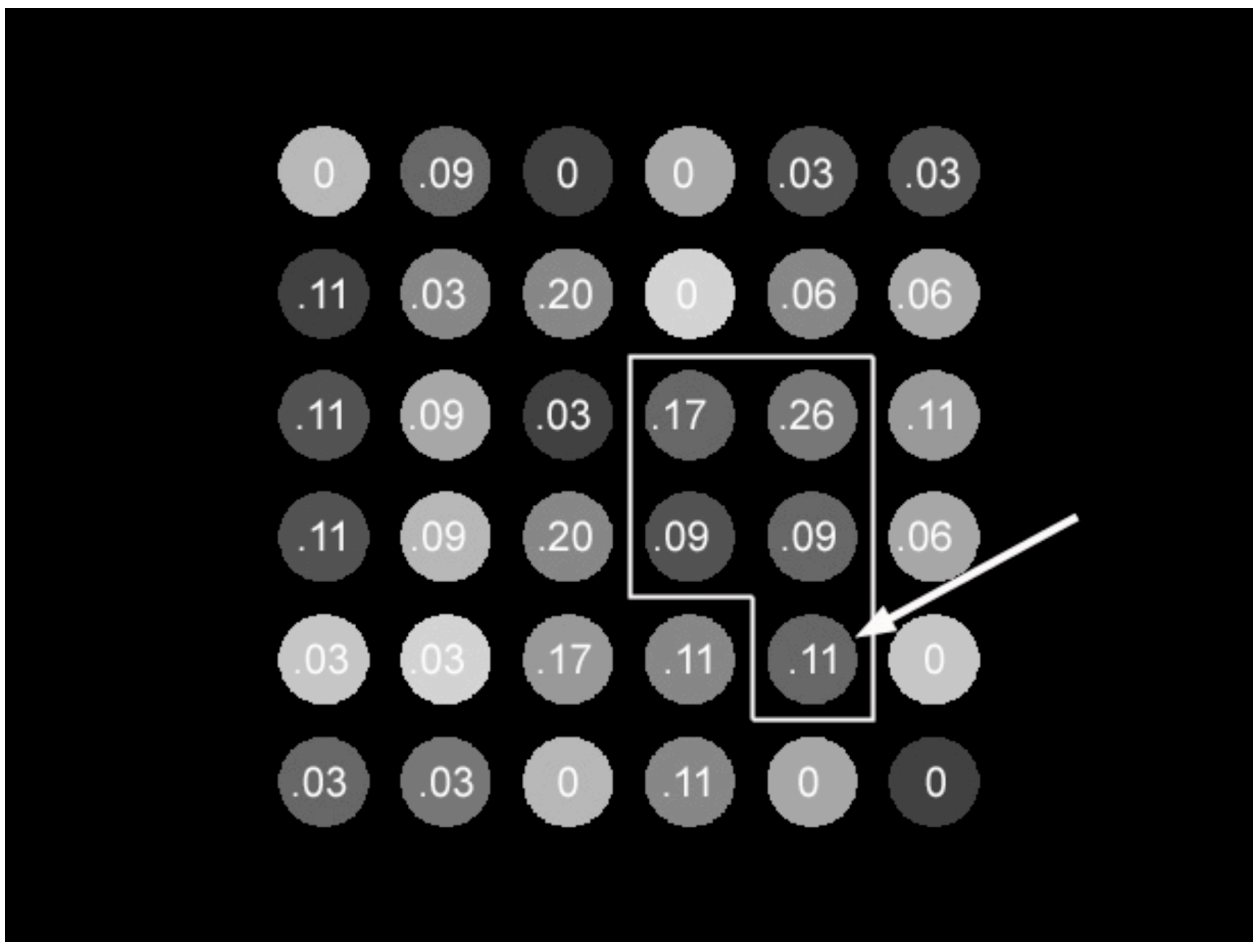 0 .09 0 0 .03 .03
.11 .03 .20 0 .06 .06
.11 .09 .03 .17 .26 .11
.11 .09 .20 .09 .09 .06
.03 .03 .17 .11 .11 0
.03 .03 0 .11 0 0